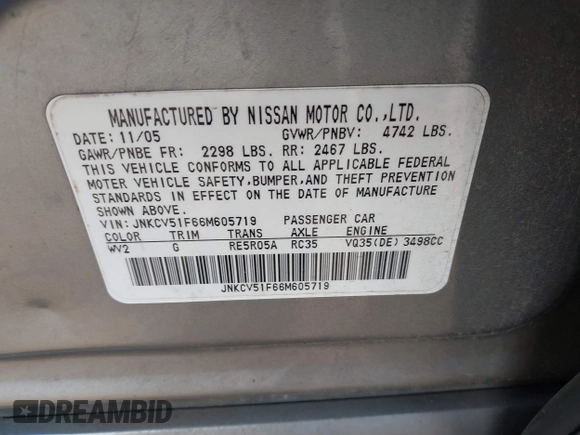 MANUFACTURED BY NISSAN MOTOR CO.,LTD.
DATE: 11/05 GVWR/PNBV: 4742 LBS.
GAWR/PNBE FR: 2298 LBS. RR: 2467 LBS.
THIS VEHICLE CONFORMS TO ALL APPLICABLE FEDERAL
MOTOR VEHICLE SAFETY,BUMPER,AND THEFT PREVENTION
STANDARDS IN EFFECT ON THE DATE OF MANUFACTURE
SHOWN ABOVE.
VIN: JNKCV51F66M605719 PASSENGER CAR
COLOR TRIM TRANS AXLE ENGINE
WV2 G RE5R05A RC35 VQ35(DE) 3498CC
JNKCV51F66M605719
DREAMBID